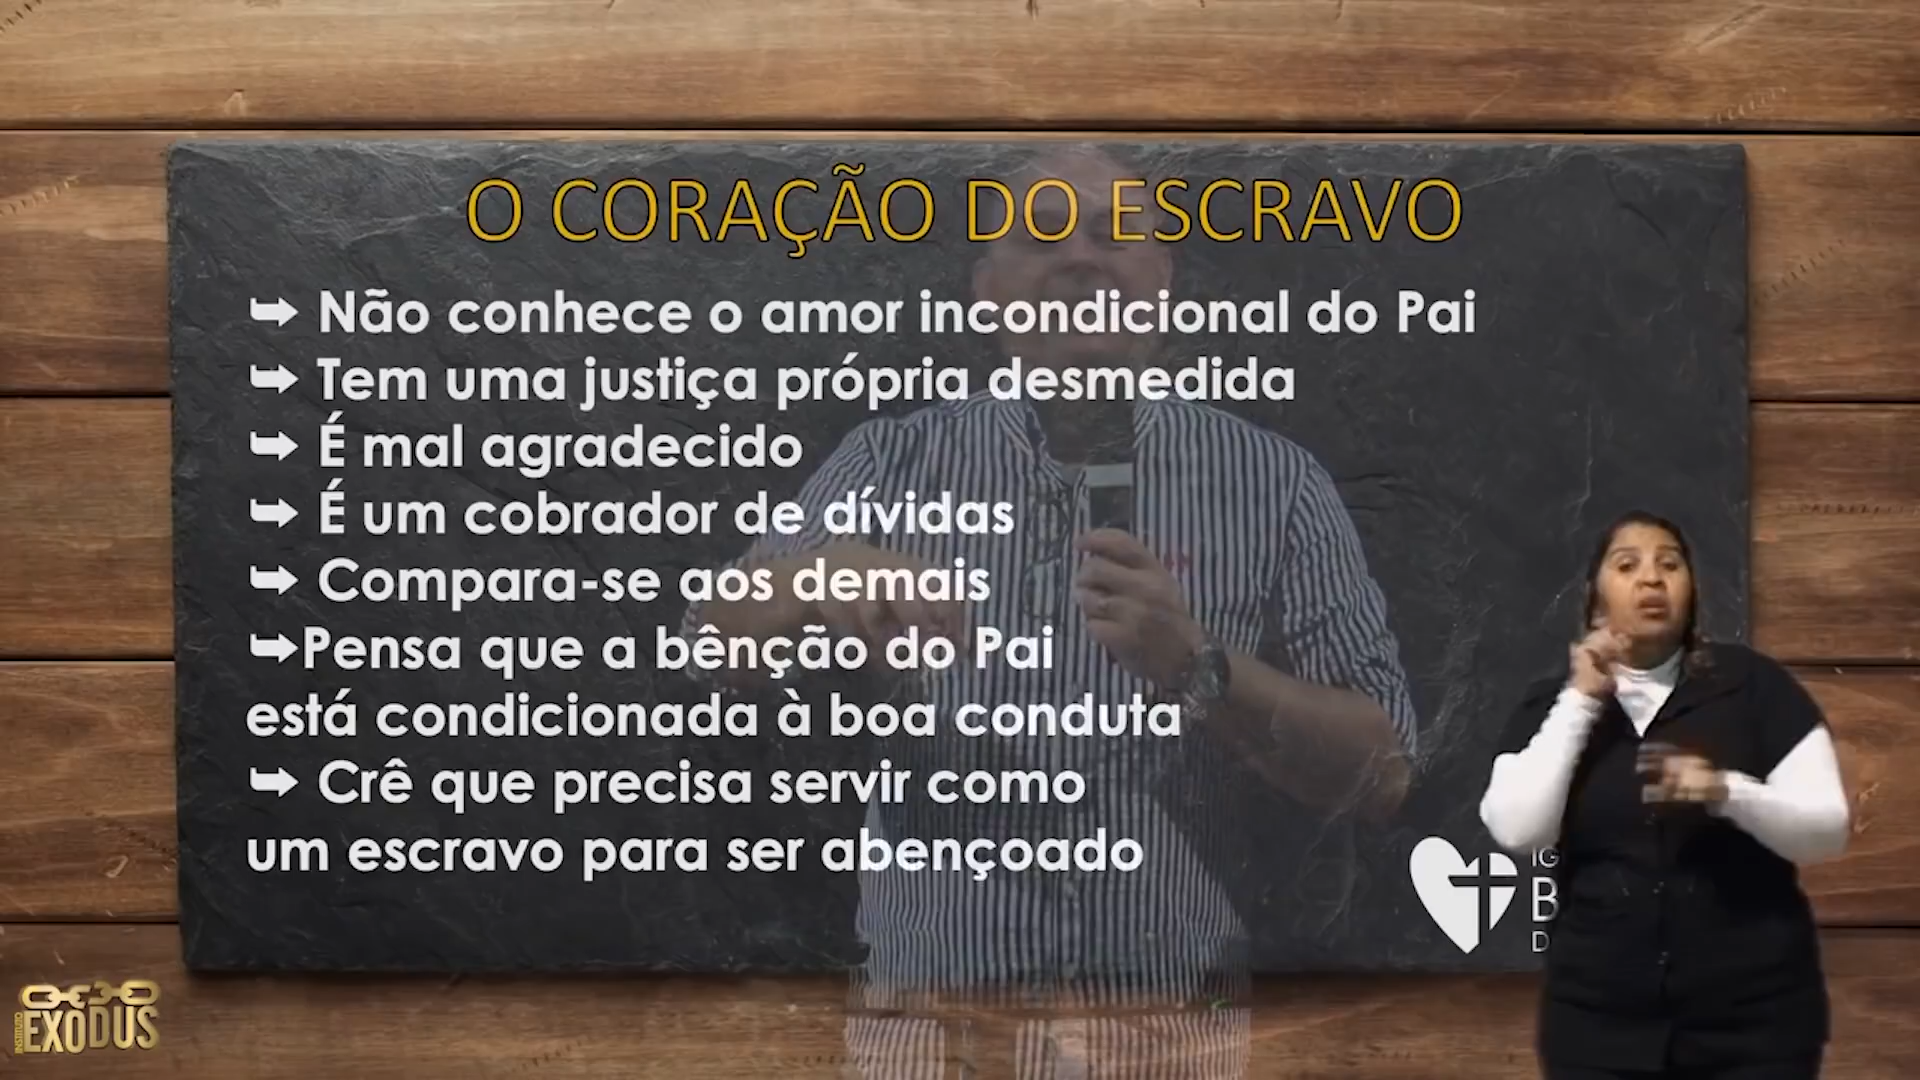 O CORAÇÃO DO ESCRAVO
➥ Não conhece o amor incondicional do Pai
➥ Tem uma justiça própria desmedida
➥ É mal agradecido
➥ É um cobrador de dívidas
➥ Compara-se aos demais
➥Pensa que a bênção do Pai
está condicionada à boa conduta
➥ Crê que precisa servir como
um escravo para ser abençoado
IG
B
D
INSTITUTO
EXODUS